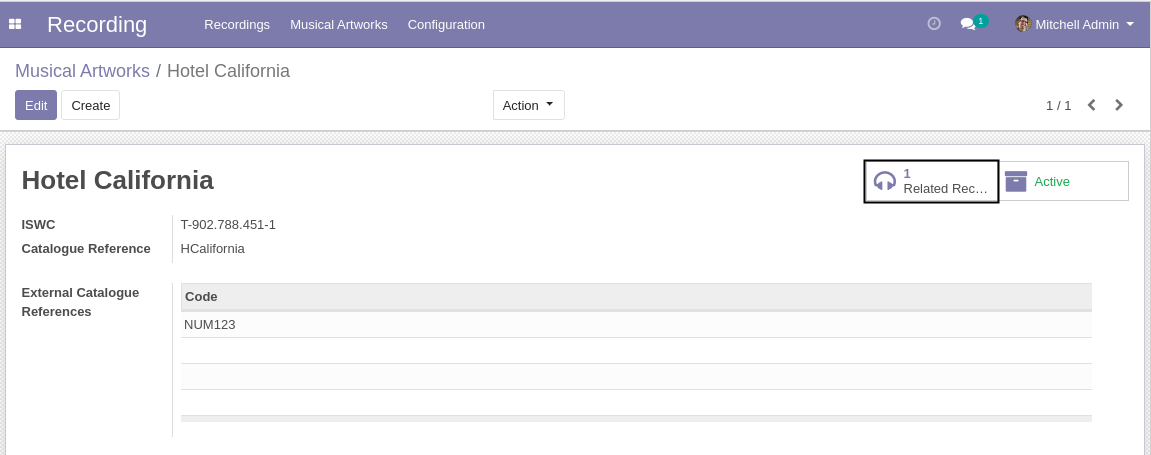 Recording
Recordings Musical Artworks Configuration
1
Mitchell Admin
Musical Artworks / Hotel California
Edit Create
Action
1 / 1
Hotel California
1
Related Rec...
Active
ISWC T-902.788.451-1
Catalogue Reference HCalifornia
External Catalogue
References
Code
NUM123